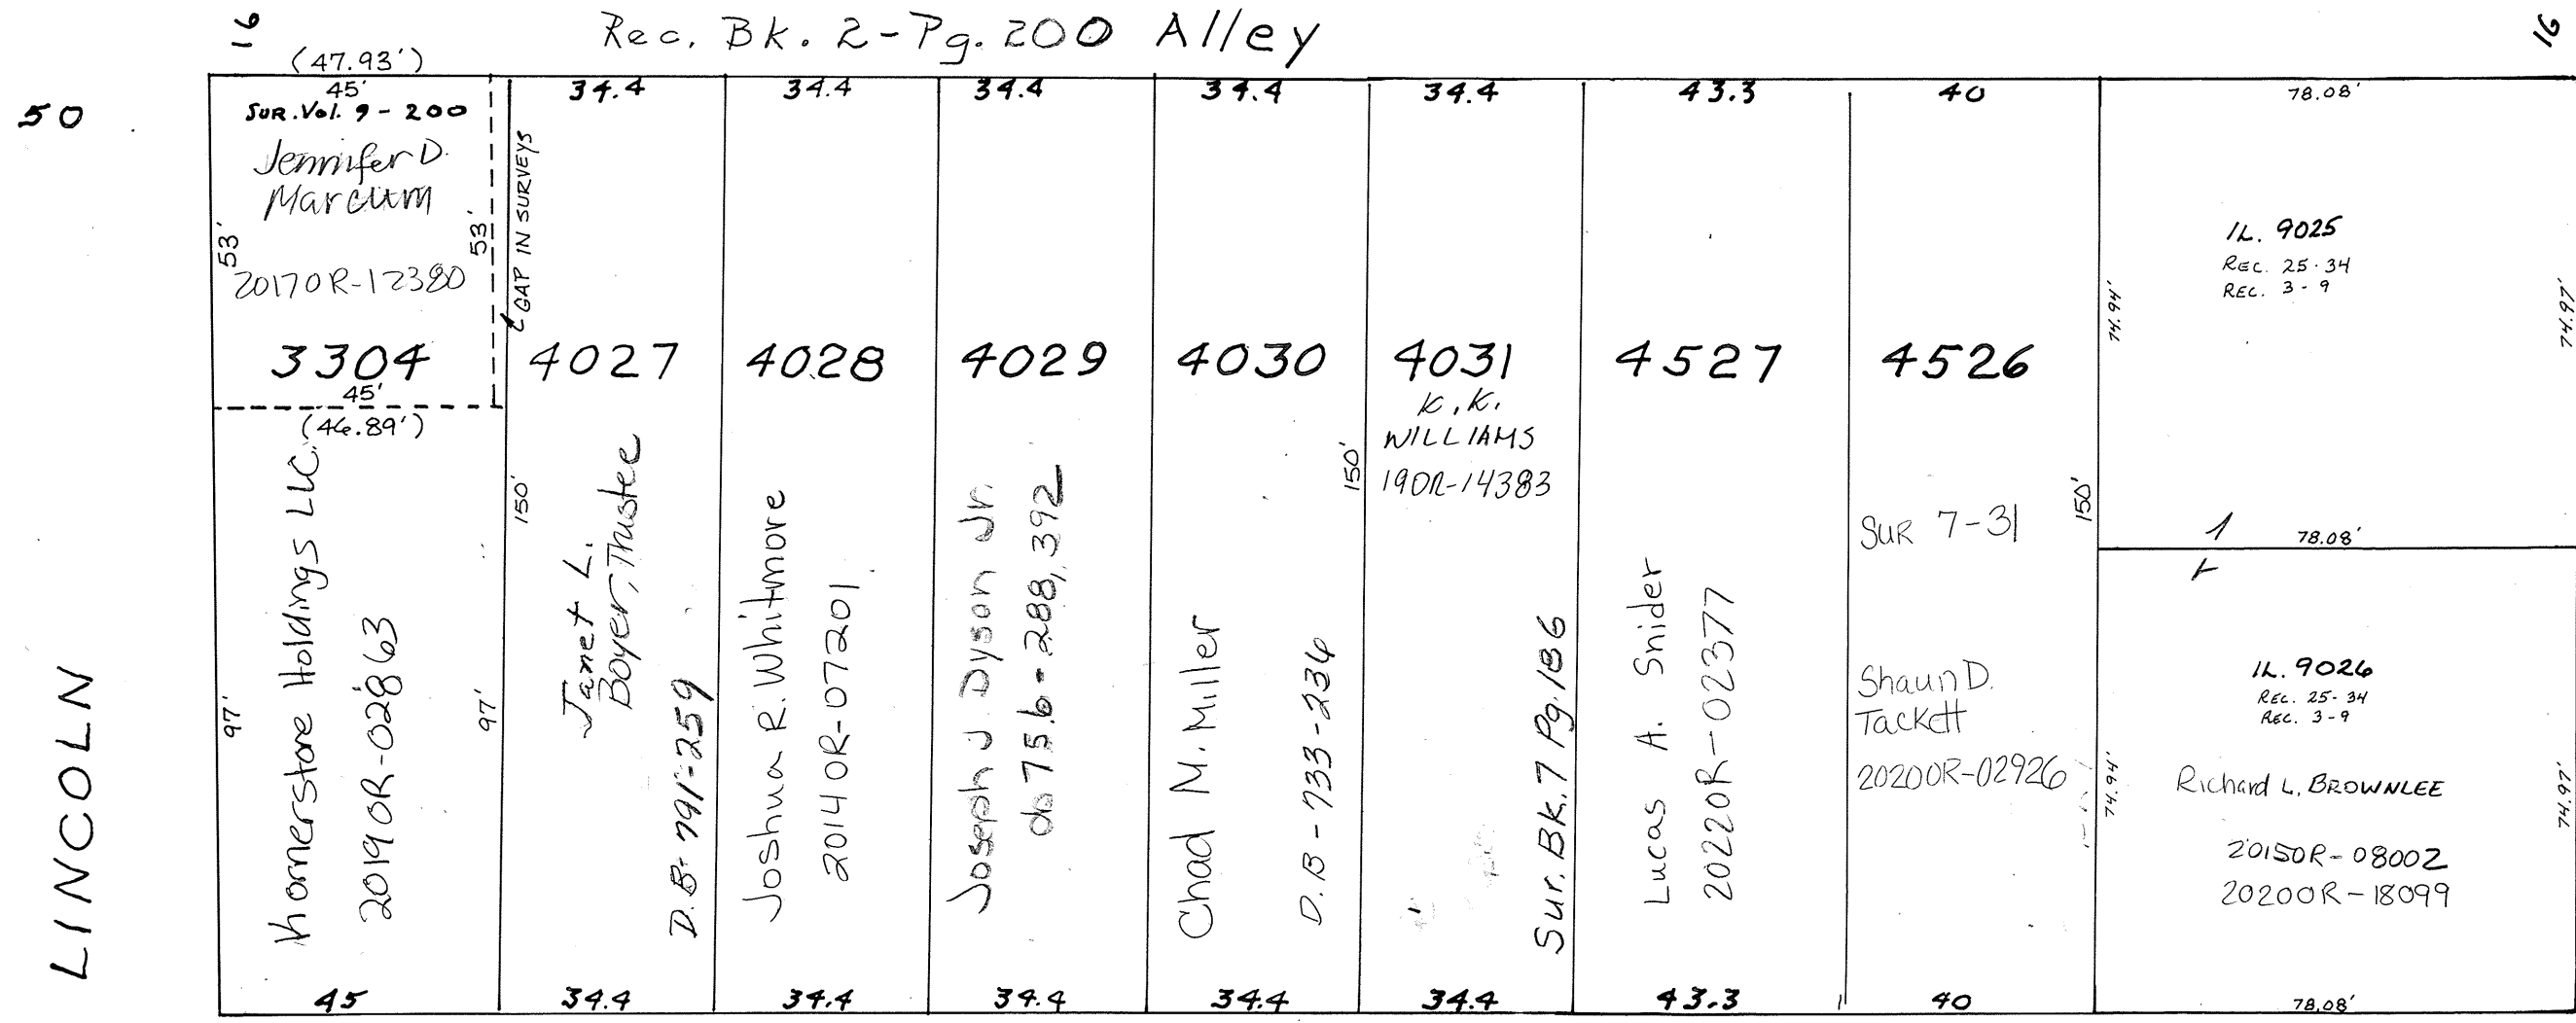 16
Rec. Bk. 2-Pg. 200 Alley
16
50
LINCOLN
(47.93')
45'
SUR. Vol. 9 - 200
Jennifer D.
Marcum
53'
53'
20170R-12380
3304
45'
(46.89')
97'
97'
Homerstore Holdings LLC.
20190R-02863
45
GAP IN SURVEYS
34.4
4027
150'
Janet L.
Boyer, Trustee
D.B- 791-259
34.4
34.4
4028
Joshua R. Whitmore
20140R-07201
34.4
34.4
4029
Joseph J Dyson Jr.
db 756-288, 392
34.4
34.4
4030
150'
Chad M. Miller
D.B - 733-234
34.4
34.4
4031
K. K.
WILLIAMS
190R-14383
Sur. Bk. 7 Pg. 186
34.4
43.3
4527
Lucas A. Snider
20220R-02377
43.3
40
4526
SUR 7-31
150'
Shaun D.
Tackett
20200R-02926
40
78.08'
IL. 9025
REC. 25-34
REC. 3-9
74.94'
74.97'
1
78.08'
IL. 9026
REC. 25-34
REC. 3-9
74.94'
74.97'
Richard L. BROWNLEE
20150R-08002
20200R-18099
78.08'